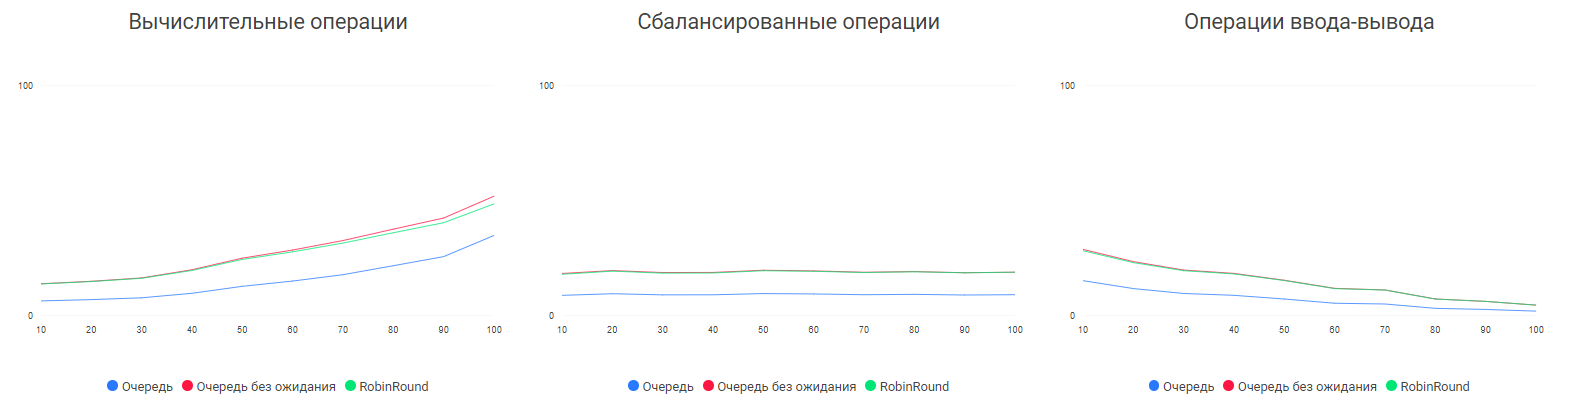 Вычислительные операции
100
0
10 20 30 40 50 60 70 80 90 100
Очередь Очередь без ожидания RobinRound
Сбалансированные операции
100
0
10 20 30 40 50 60 70 80 90 100
Очередь Очередь без ожидания RobinRound
Операции ввода-вывода
100
0
10 20 30 40 50 60 70 80 90 100
Очередь Очередь без ожидания RobinRound